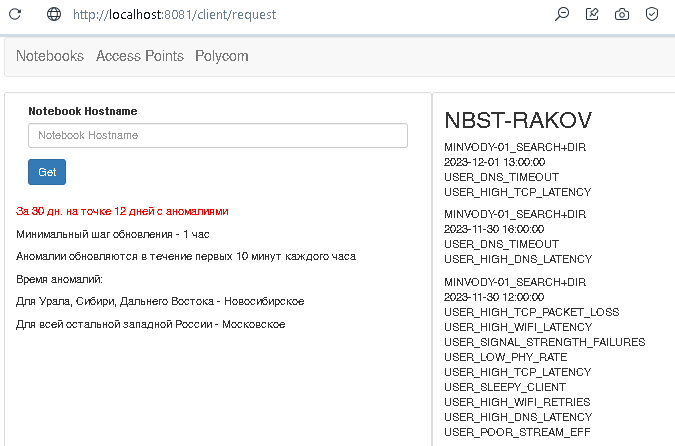 http://localhost:8081/client/request
Notebooks Access Points Polycom
Notebook Hostname
Notebook Hostname
Get
За 30 дн. на точке 12 дней с аномалиями
Минимальный шаг обновления - 1 час
Аномалии обновляются в течение первых 10 минут каждого часа
Время аномалий:
Для Урала, Сибири, Дальнего Востока - Новосибирское
Для всей остальной западной России - Московское
NBST-RAKOV
MINVODY-01_SEARCH+DIR
2023-12-01 13:00:00
USER_DNS_TIMEOUT
USER_HIGH_TCP_LATENCY
MINVODY-01_SEARCH+DIR
2023-11-30 16:00:00
USER_DNS_TIMEOUT
USER_HIGH_DNS_LATENCY
MINVODY-01_SEARCH+DIR
2023-11-30 12:00:00
USER_HIGH_TCP_PACKET_LOSS
USER_HIGH_WIFI_LATENCY
USER_SIGNAL_STRENGTH_FAILURES
USER_LOW_PHY_RATE
USER_HIGH_TCP_LATENCY
USER_SLEEPY_CLIENT
USER_HIGH_WIFI_RETRIES
USER_HIGH_DNS_LATENCY
USER_POOR_STREAM_EFF